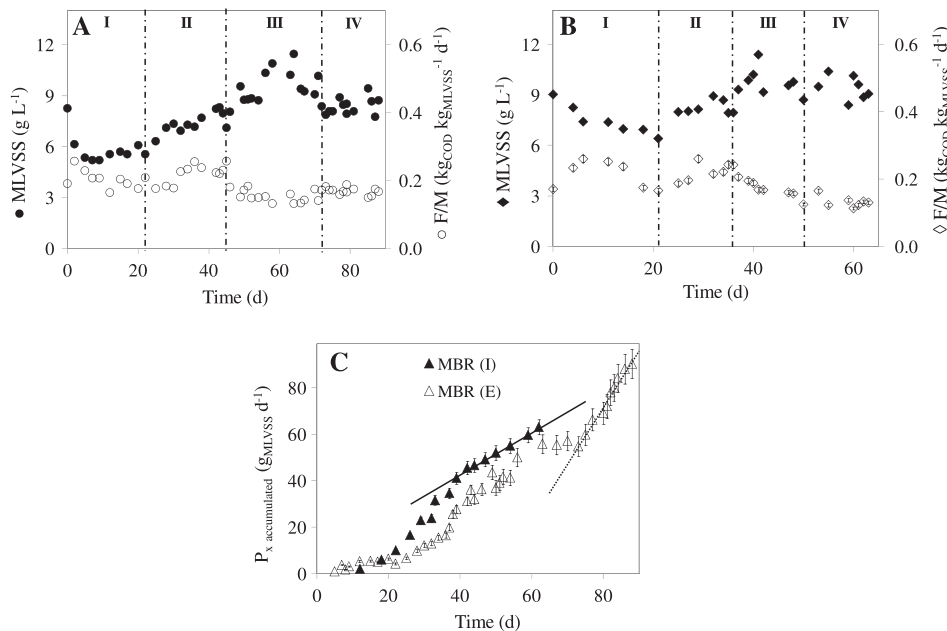 A
I
II
III
IV
12
9
6
3
0
● MLVSS (g L-1)
0.6
0.4
0.2
0.0
○ F/M (kgCOD kgMLVSS-1 d-1)
0
20
40
60
80
Time (d)
B
I
II
III
IV
12
9
6
3
0
◆ MLVSS (g L-1)
0.6
0.4
0.2
0.0
◇ F/M (kgCOD kgMLVSS-1 d-1)
0
20
40
60
Time (d)
C
▲ MBR (I)
△ MBR (E)
80
60
40
20
0
Px accumulated (gMLVSS d-1)
0
20
40
60
80
Time (d)